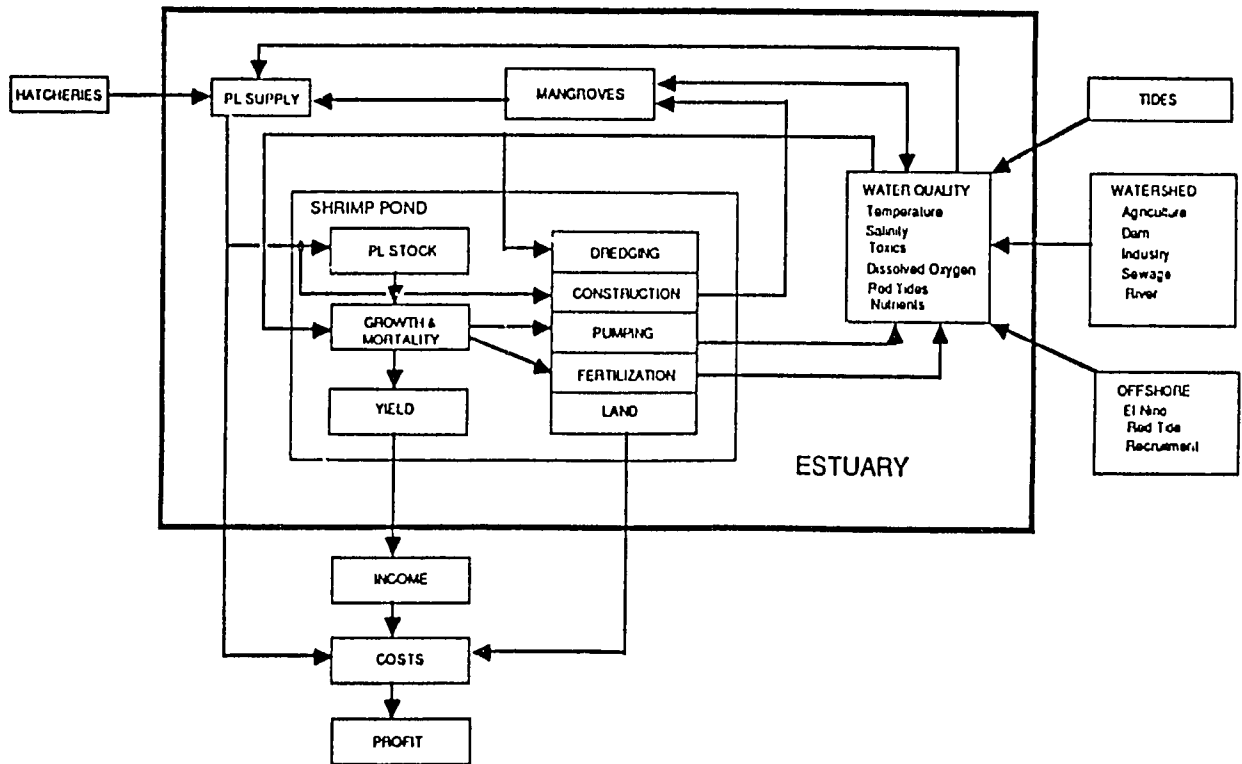 HATCHERIES
PL SUPPLY
MANGROVES
TIDES
WATER QUALITY
Temperature
Salinity
Toxics
Dissolved Oxygen
Red Tides
Nutrients
WATERSHED
Agriculture
Dam
Industry
Sewage
River
SHRIMP POND
PL STOCK
GROWTH &
MORTALITY
YIELD
DREDGING
CONSTRUCTION
PUMPING
FERTILIZATION
LAND
OFFSHORE
El Nino
Red Tide
Recruitment
ESTUARY
INCOME
COSTS
PROFIT